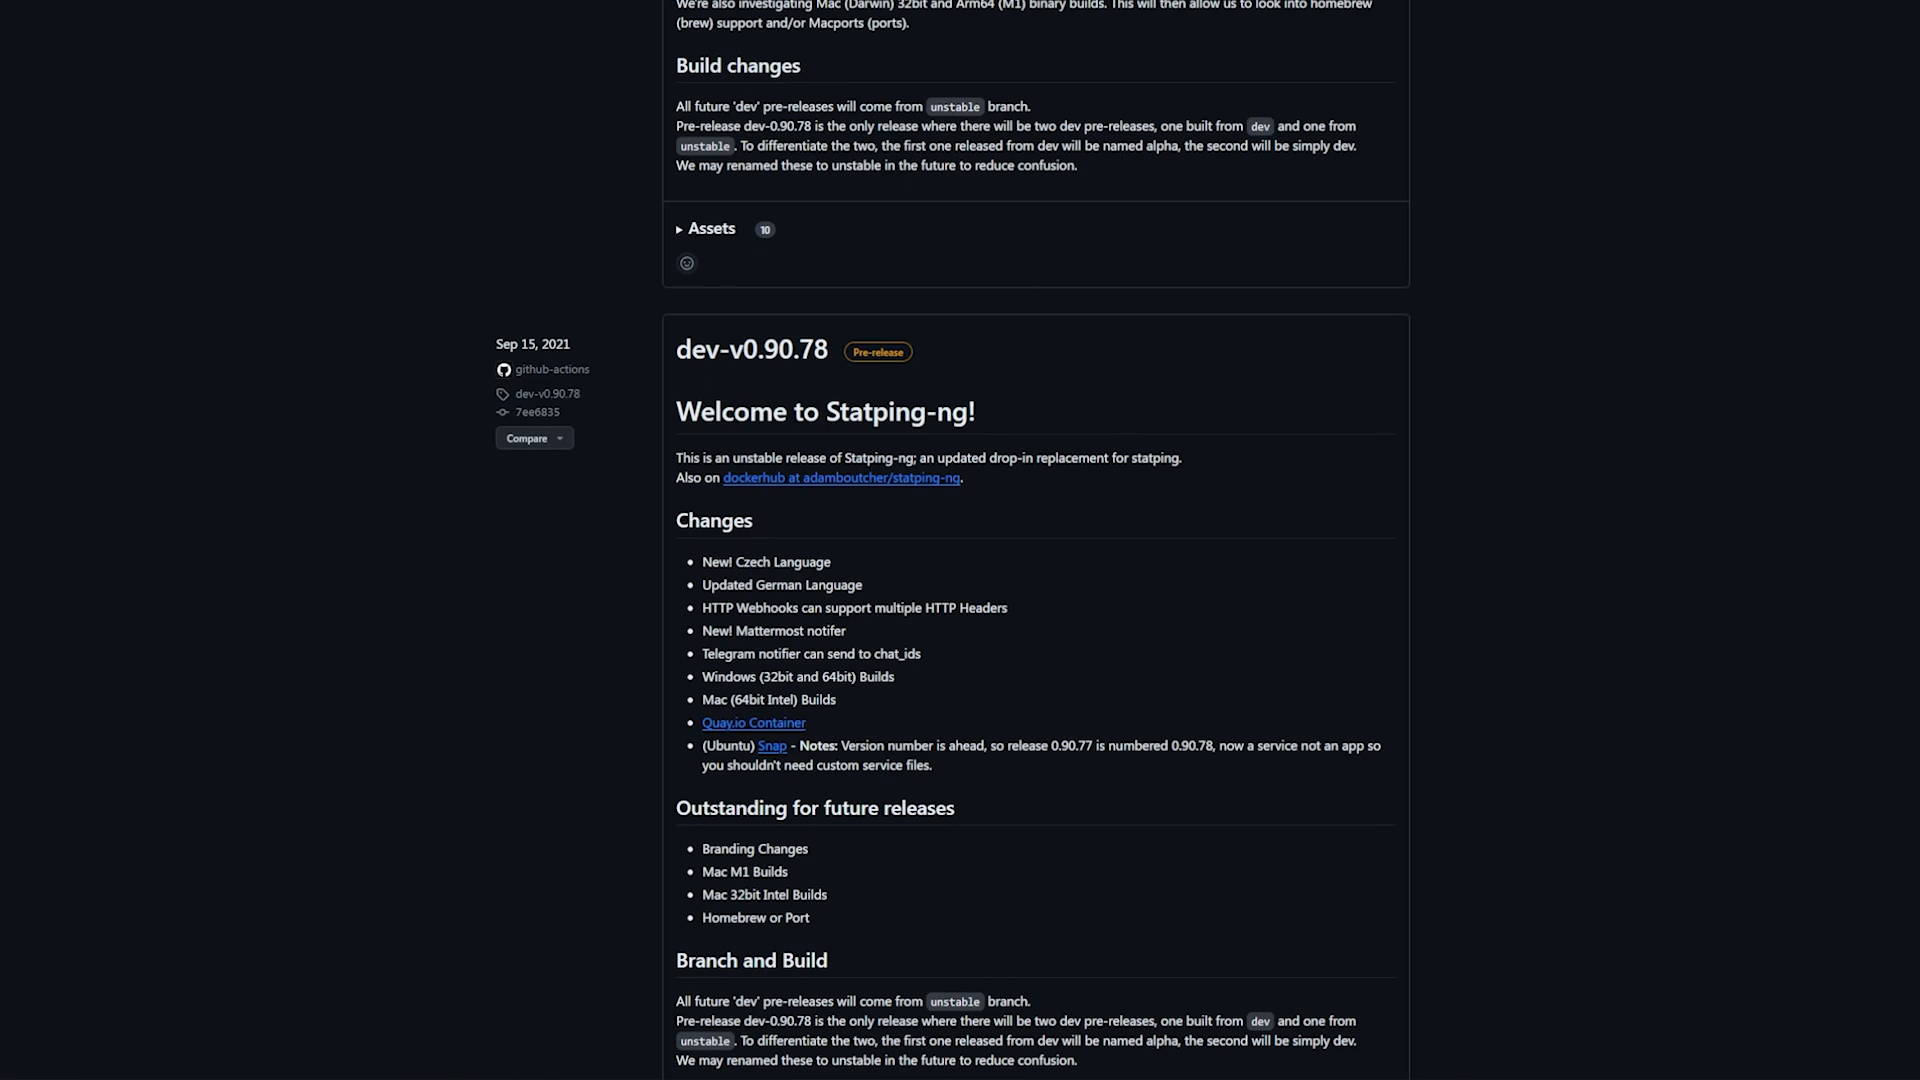 We're also investigating Mac (Darwin) 32bit and Arm64 (M1) binary builds. This will then allow us to look into homebrew
(brew) support and/or Macports (ports).
Build changes
All future 'dev' pre-releases will come from unstable branch.
Pre-release dev-0.90.78 is the only release where there will be two dev pre-releases, one built from dev and one from
unstable. To differentiate the two, the first one released from dev will be named alpha, the second will be simply dev.
We may renamed these to unstable in the future to reduce confusion.
Assets 10
Sep 15, 2021
github-actions
dev-v0.90.78
7ee6835
Compare
dev-v0.90.78 Pre-release
Welcome to Statping-ng!
This is an unstable release of Statping-ng; an updated drop-in replacement for statping.
Also on dockerhub at adamboutcher/statping-ng.
Changes
• New! Czech Language
• Updated German Language
• HTTP Webhooks can support multiple HTTP Headers
• New! Mattermost notifer
• Telegram notifier can send to chat_ids
• Windows (32bit and 64bit) Builds
• Mac (64bit Intel) Builds
• Quay.io Container
• (Ubuntu) Snap - Notes: Version number is ahead, so release 0.90.77 is numbered 0.90.78, now a service not an app so
you shouldn't need custom service files.
Outstanding for future releases
• Branding Changes
• Mac M1 Builds
• Mac 32bit Intel Builds
• Homebrew or Port
Branch and Build
All future 'dev' pre-releases will come from unstable branch.
Pre-release dev-0.90.78 is the only release where there will be two dev pre-releases, one built from dev and one from
unstable. To differentiate the two, the first one released from dev will be named alpha, the second will be simply dev.
We may renamed these to unstable in the future to reduce confusion.